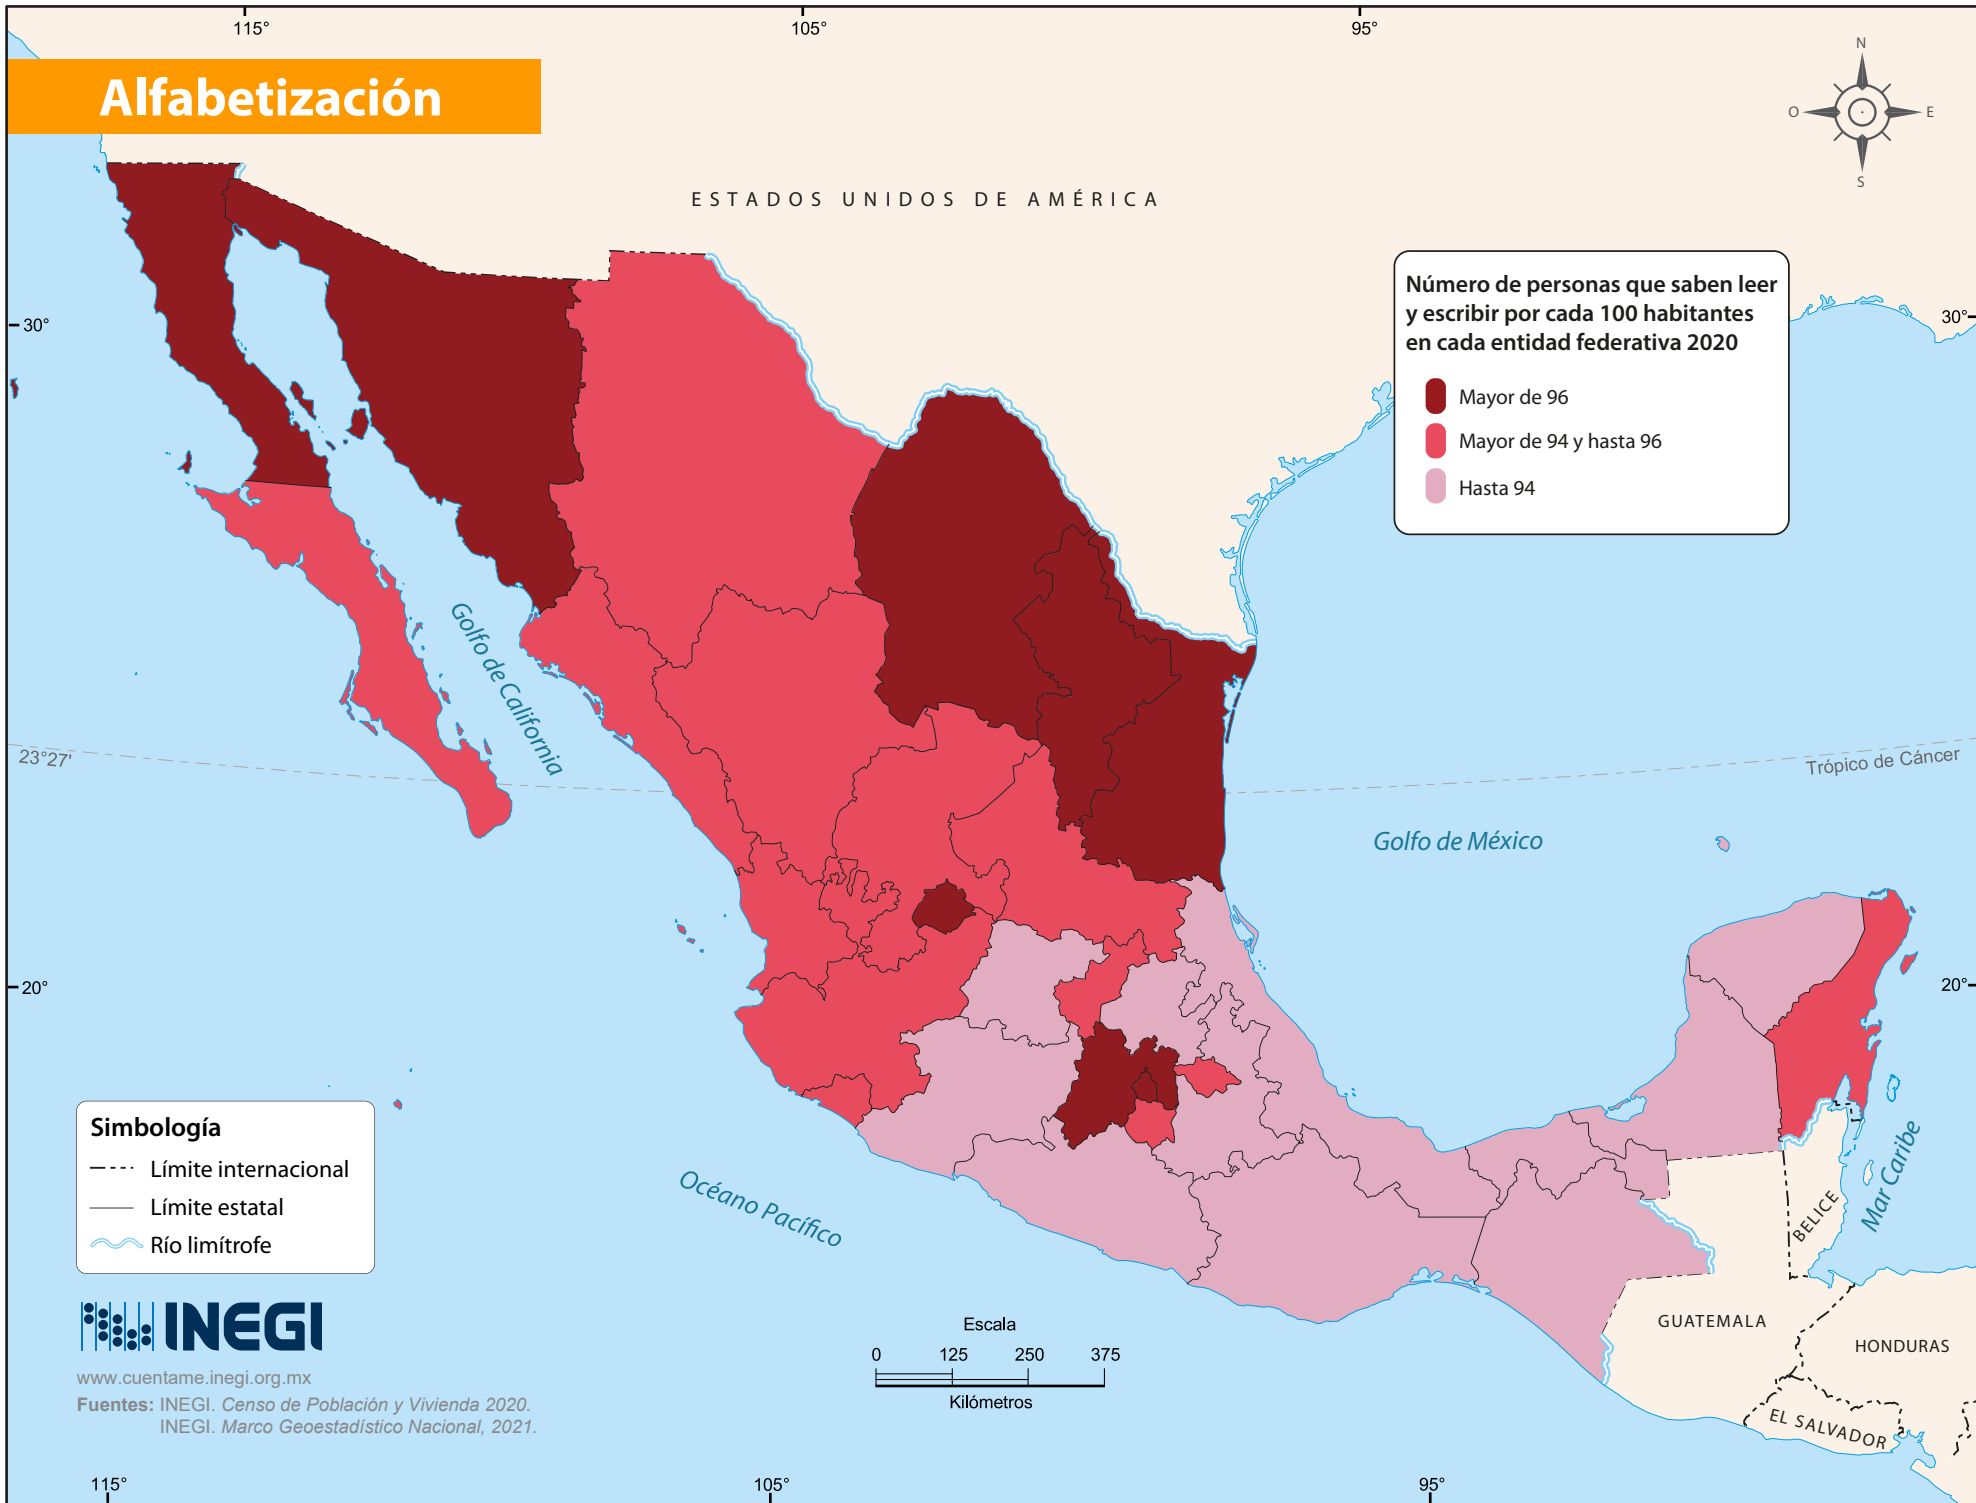 115°
105°
95°
Alfabetización
N
O
E
S
ESTADOS UNIDOS DE AMÉRICA
Número de personas que saben leer
y escribir por cada 100 habitantes
en cada entidad federativa 2020
Mayor de 96
Mayor de 94 y hasta 96
Hasta 94
30°
30°
Golfo de California
23°27'
Trópico de Cáncer
Golfo de México
20°
20°
Simbología
Límite internacional
Límite estatal
Río limítrofe
Océano Pacífico
Mar Caribe
BELICE
GUATEMALA
HONDURAS
EL SALVADOR
INEGI
www.cuentame.inegi.org.mx
Fuentes: INEGI. Censo de Población y Vivienda 2020.
INEGI. Marco Geoestadístico Nacional, 2021.
Escala
0 125 250 375
Kilómetros
115°
105°
95°